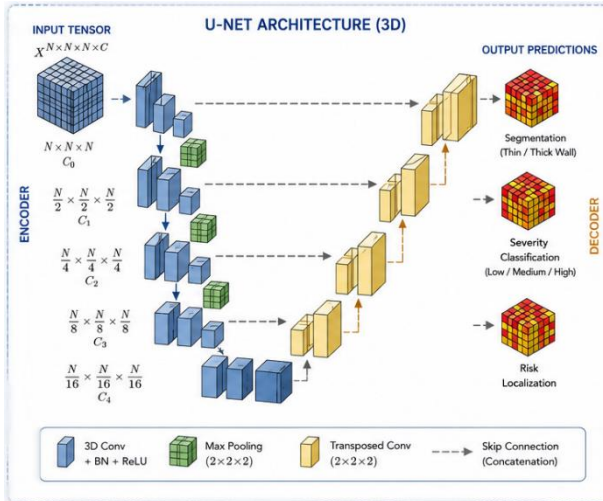 U-NET ARCHITECTURE (3D)
INPUT TENSOR
X^{N×N×N×C}
N × N × N
C_0
N/2 × N/2 × N/2
C_1
N/4 × N/4 × N/4
C_2
N/8 × N/8 × N/8
C_3
N/16 × N/16 × N/16
C_4
ENCODER
OUTPUT PREDICTIONS
Segmentation
(Thin / Thick Wall)
Severity
Classification
(Low / Medium / High)
Risk
Localization
DECODER
3D Conv
+ BN + ReLU
Max Pooling
(2×2×2)
Transposed Conv
(2×2×2)
Skip Connection
(Concatenation)